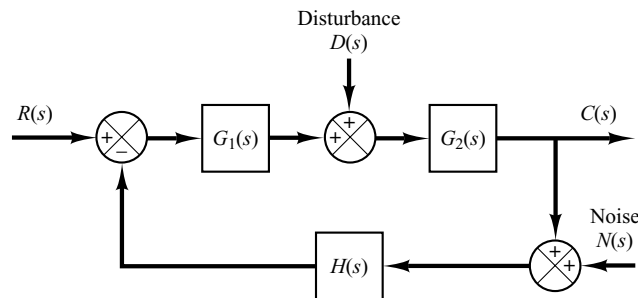 Disturbance
D(s)
R(s)
C(s)
+
−
G₁(s)
+
+
G₂(s)
Noise
N(s)
+
+
H(s)